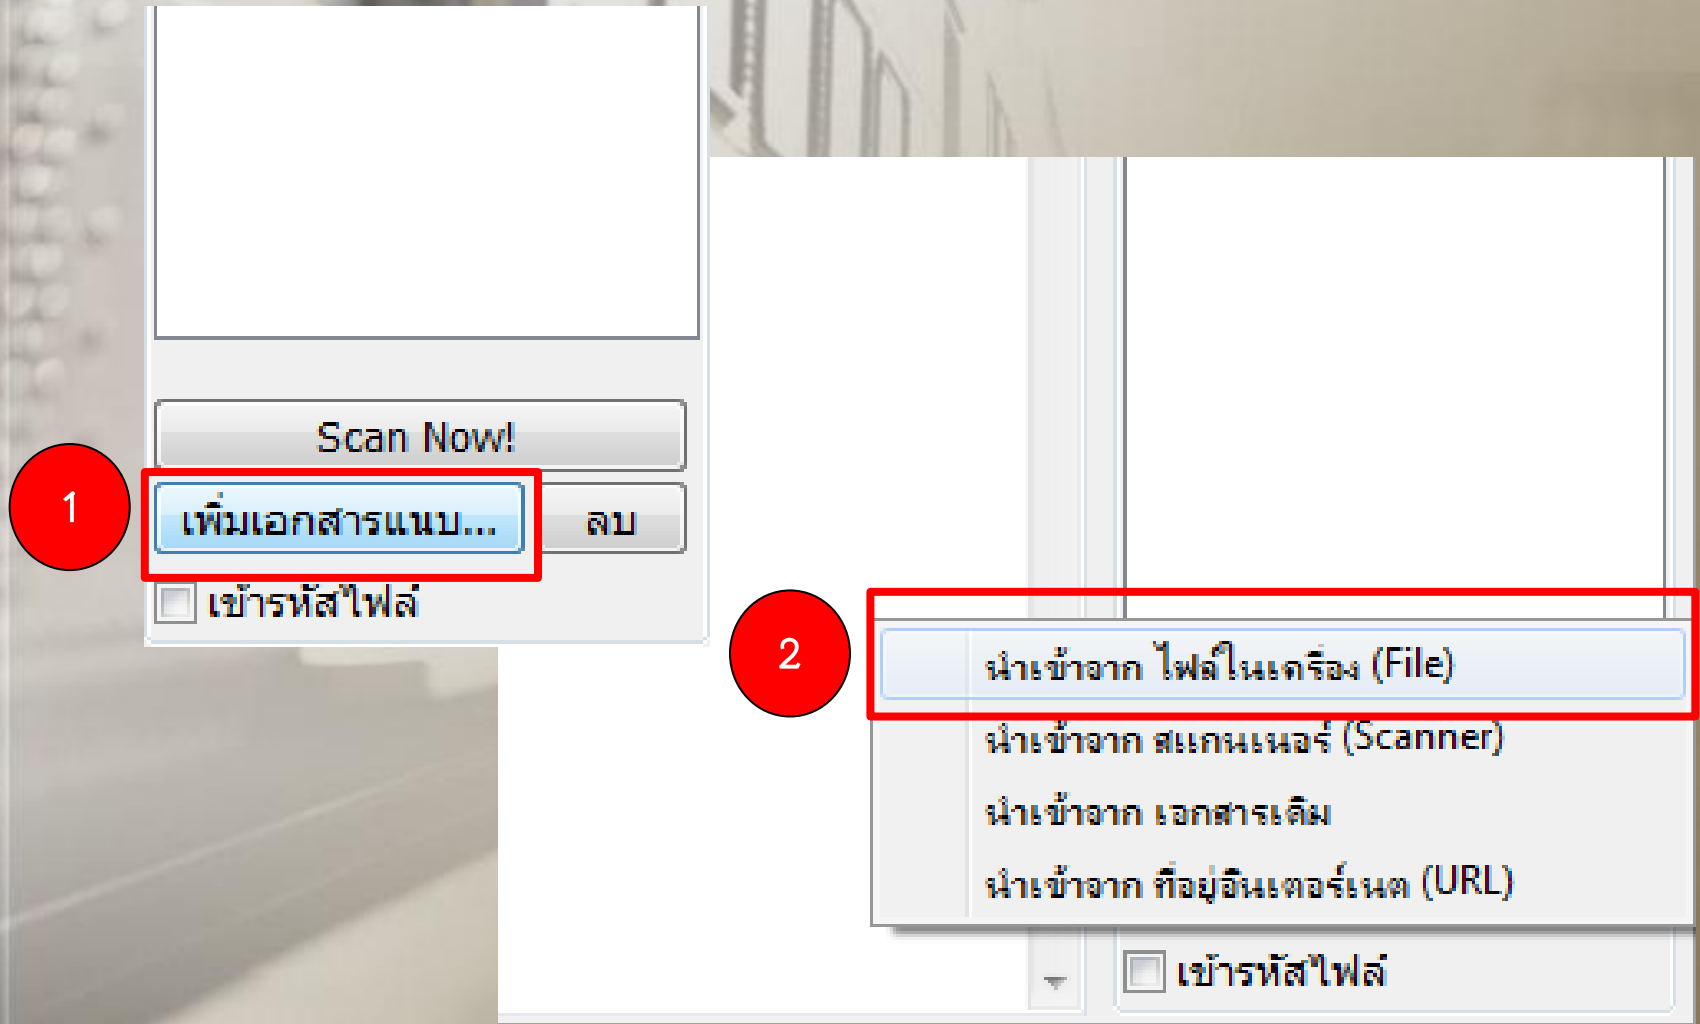 Scan Now!
1
เพิ่มเอกสารแนบ... ลบ
เข้ารหัสไฟล์
2
นำเข้าจาก ไฟล์ในเครื่อง (File)
นำเข้าจาก สแกนเนอร์ (Scanner)
นำเข้าจาก เอกสารเดิม
นำเข้าจาก ที่อยู่อินเตอร์เนต (URL)
เข้ารหัสไฟล์